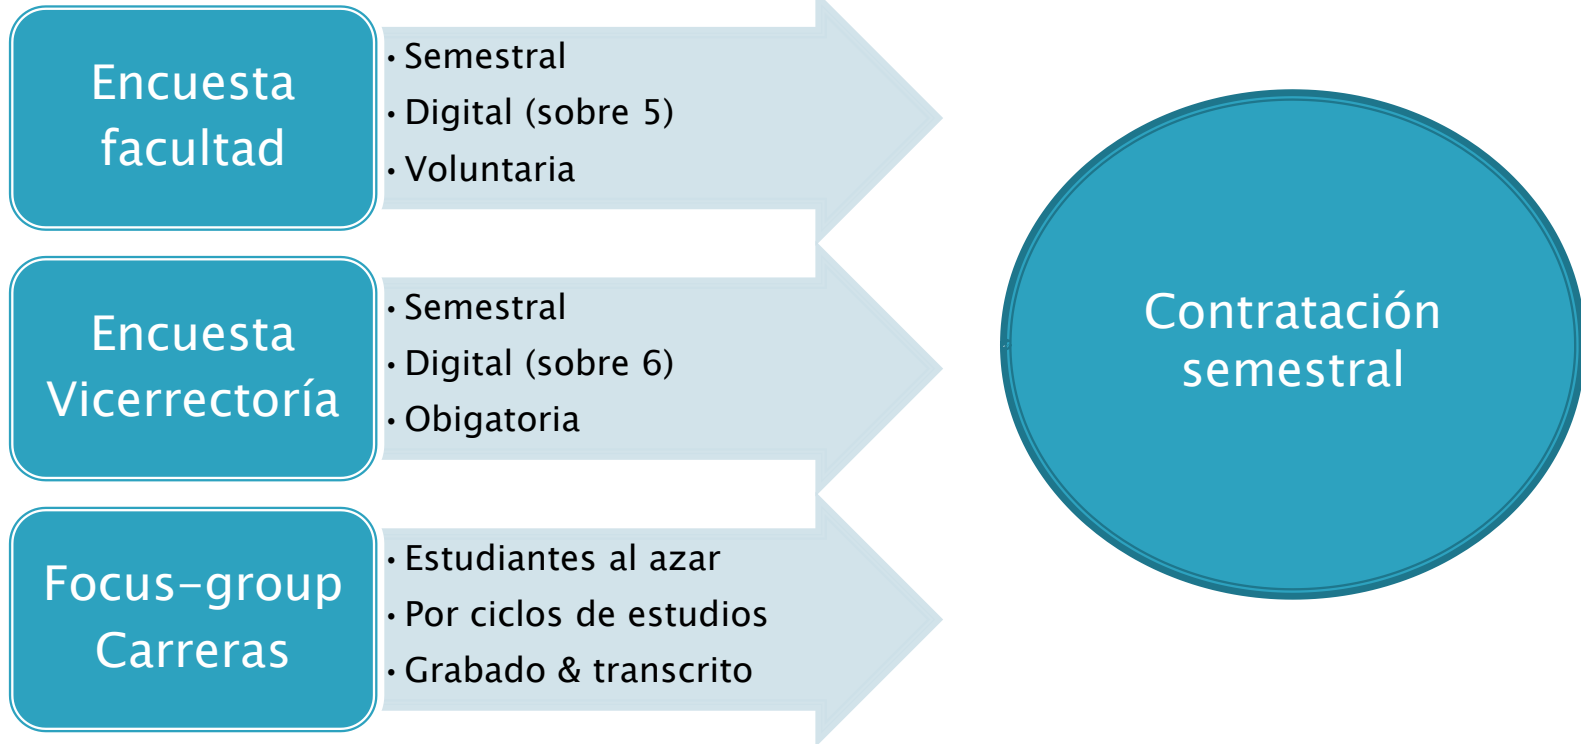 Encuesta
facultad
• Semestral
• Digital (sobre 5)
• Voluntaria
Encuesta
Vicerrectoría
• Semestral
• Digital (sobre 6)
• Obigatoria
Focus-group
Carreras
• Estudiantes al azar
• Por ciclos de estudios
• Grabado & transcrito
Contratación
semestral